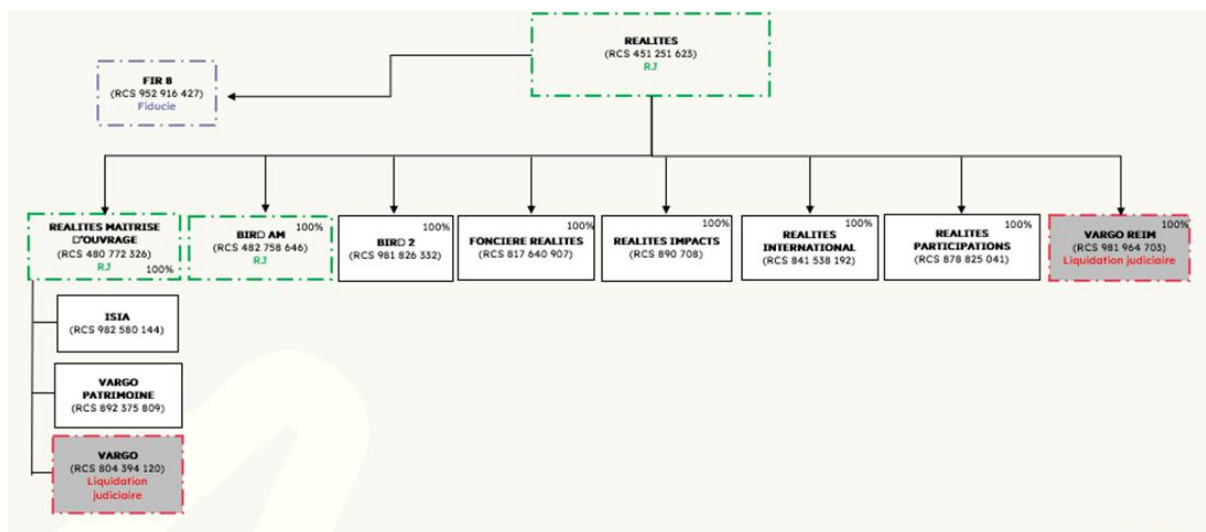 REALITES
(RCS 451 251 623)
RJ
FIR 8
(RCS 952 916 427)
Fiducie
REALITES MAITRISE
D'OUVRAGE
(RCS 480 772 326)
RJ
100%
100%
BIRD AM
(RCS 482 758 646)
RJ
100%
BIRD 2
(RCS 981 826 332)
100%
FONCIERE REALITES
(RCS 817 640 907)
100%
REALITES IMPACTS
(RCS 890 708)
100%
REALITES
INTERNATIONAL
(RCS 841 538 192)
100%
REALITES
PARTICIPATIONS
(RCS 878 825 041)
100%
VARGO REIM
(RCS 981 964 703)
Liquidation judiciaire
ISIA
(RCS 982 580 144)
VARGO
PATRIMOINE
(RCS 892 375 809)
VARGO
(RCS 804 394 120)
Liquidation
judiciaire